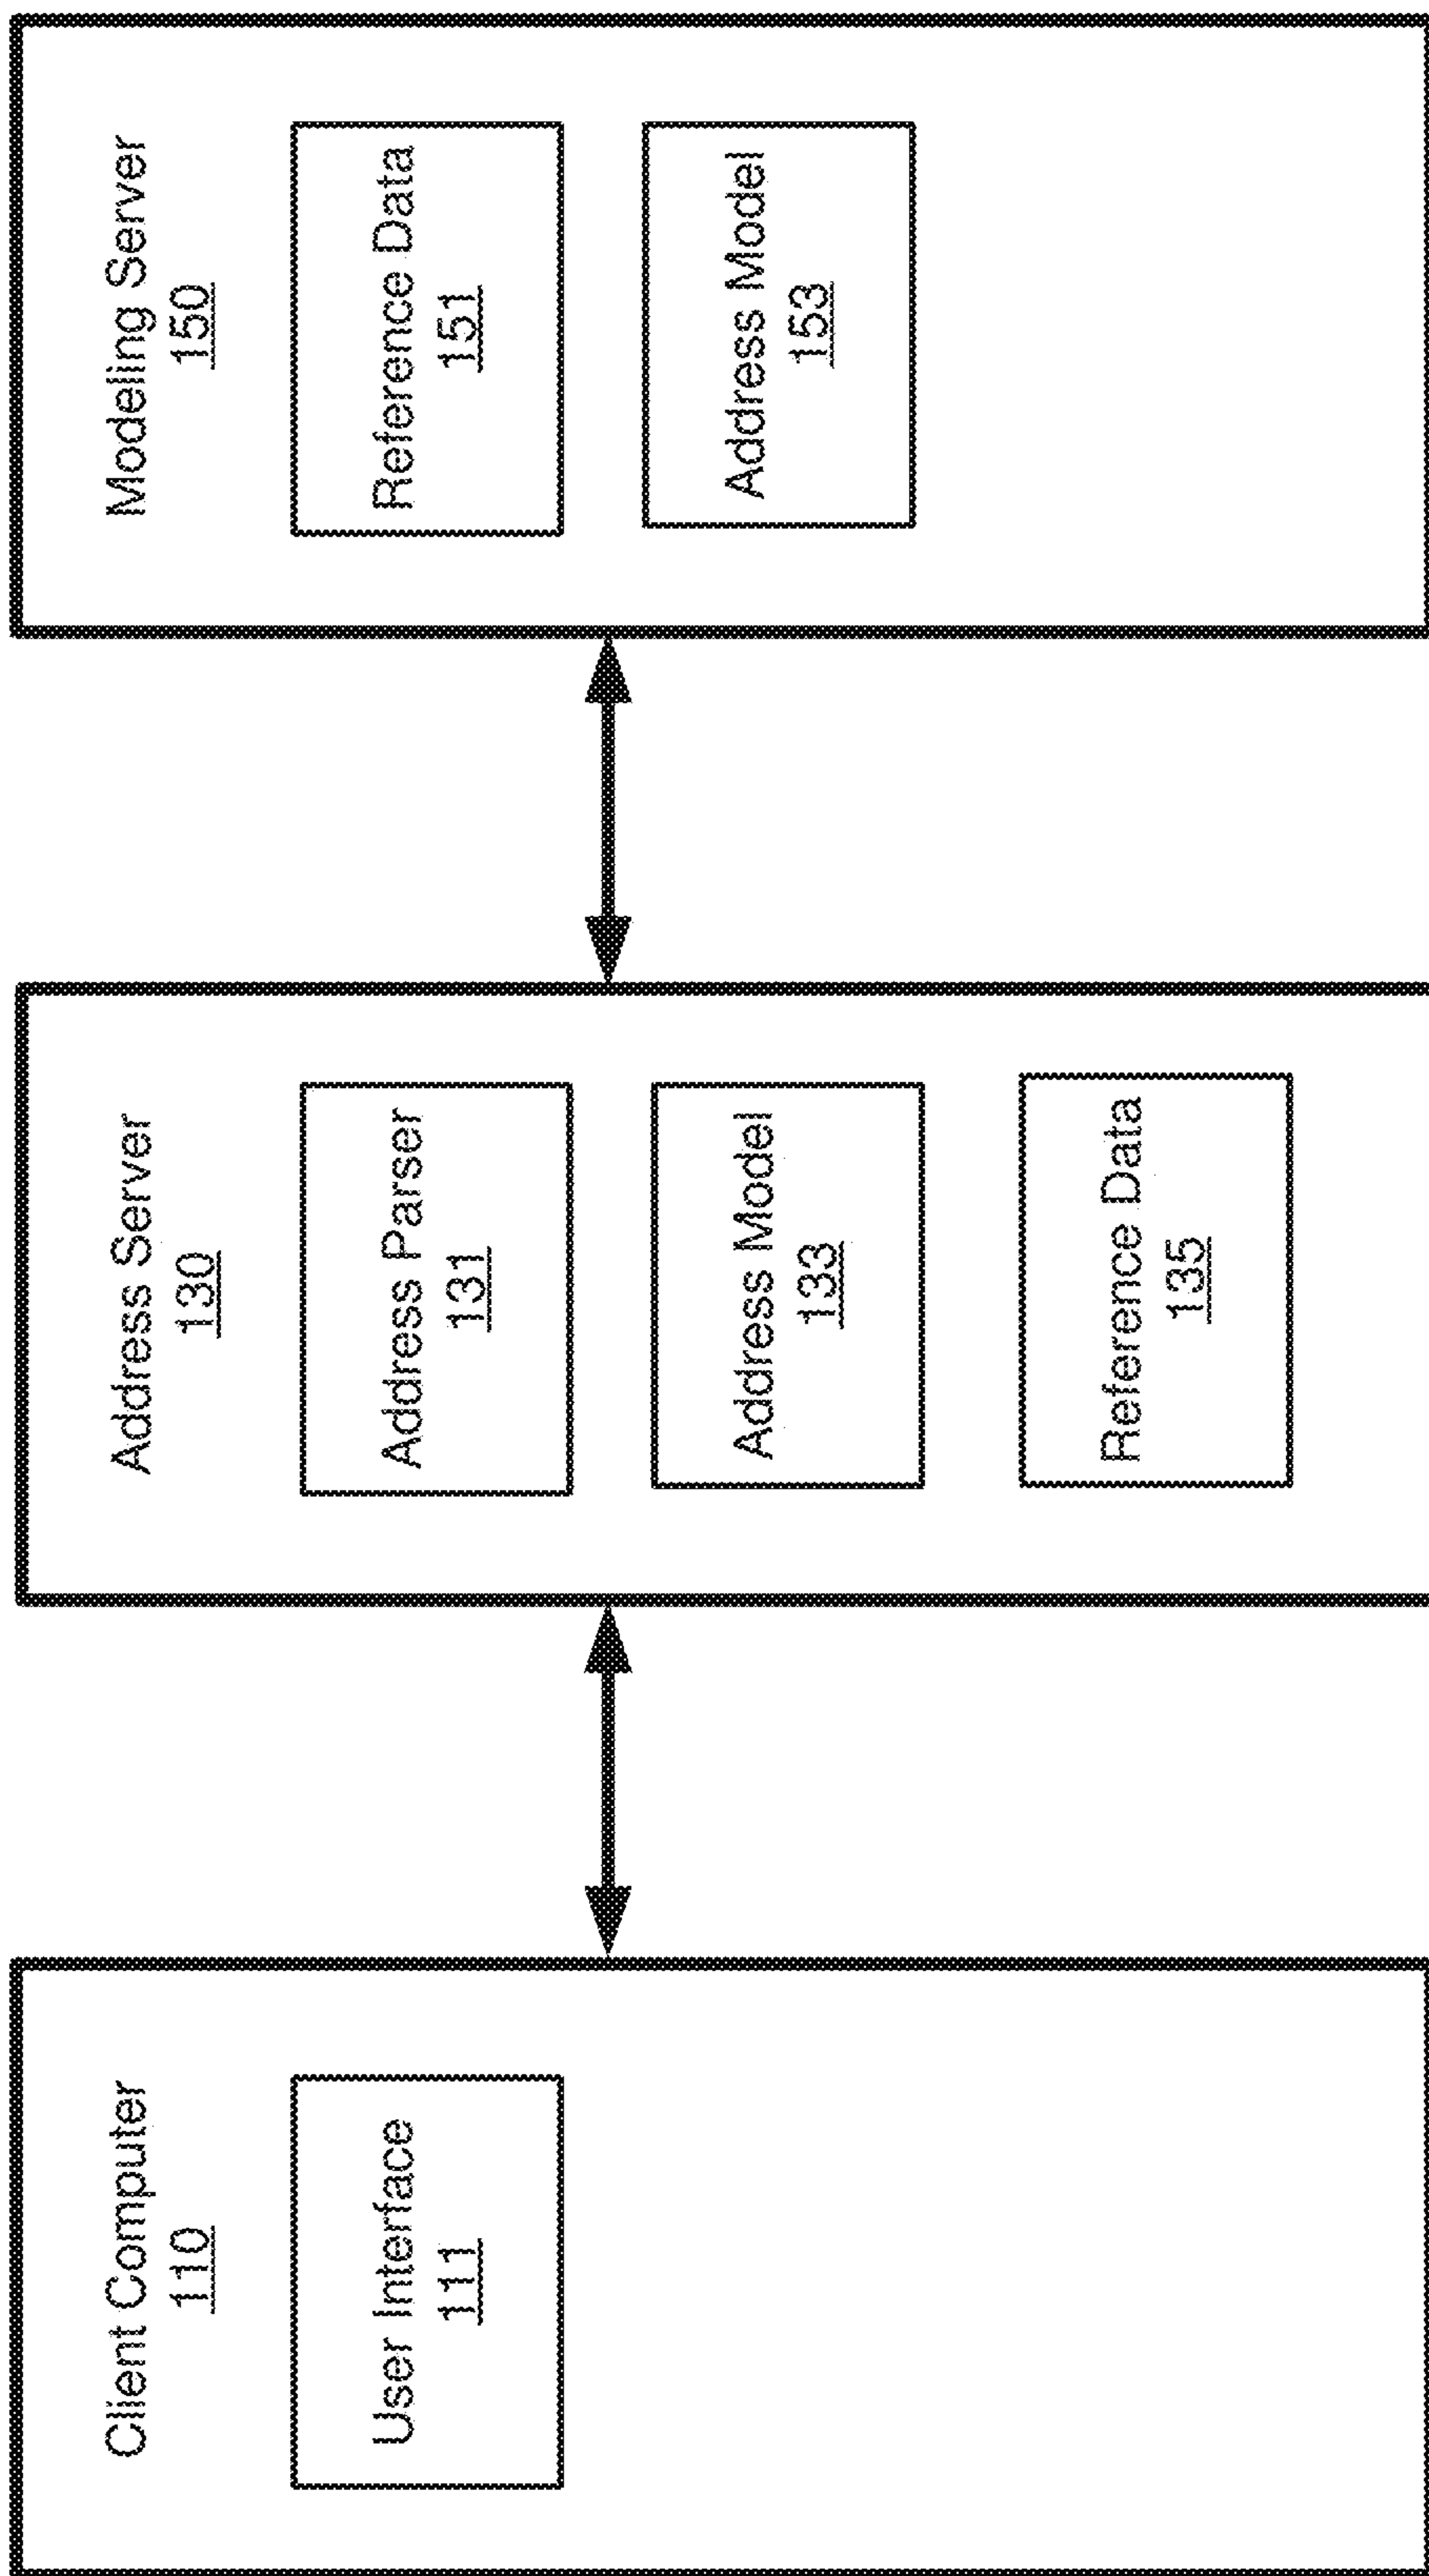 Client Computer
110
User Interface
111
Address Server
130
Address Parser
131
Address Model
133
Reference Data
135
Modeling Server
150
Reference Data
151
Address Model
153